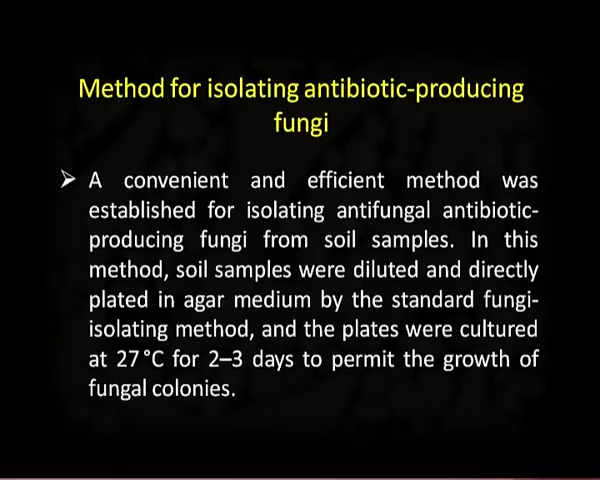 Method for isolating antibiotic-producing
fungi
➢ A convenient and efficient method was
established for isolating antifungal antibiotic-
producing fungi from soil samples. In this
method, soil samples were diluted and directly
plated in agar medium by the standard fungi-
isolating method, and the plates were cultured
at 27 °C for 2–3 days to permit the growth of
fungal colonies.